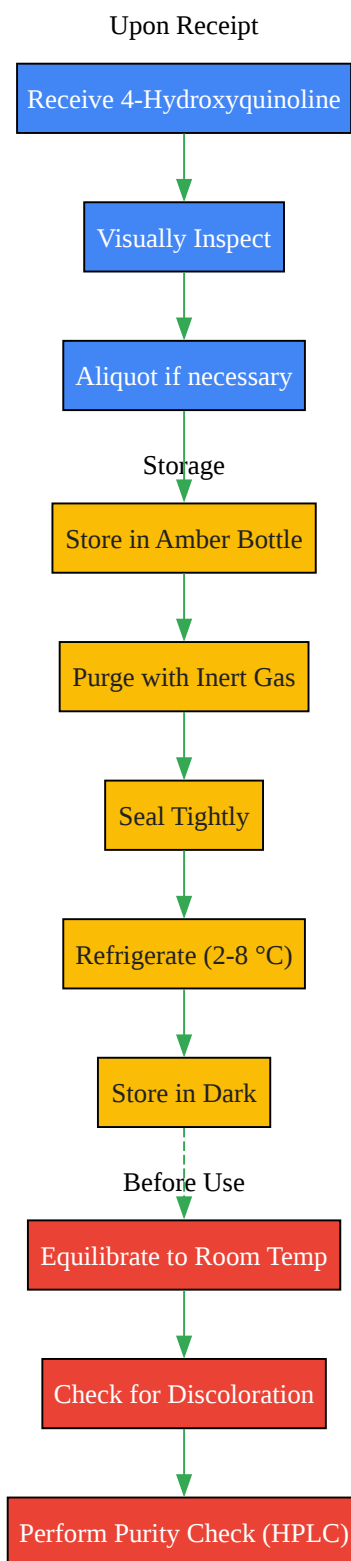 Upon Receipt
Receive 4-Hydroxyquinoline
Visually Inspect
Aliquot if necessary
Storage
Store in Amber Bottle
Purge with Inert Gas
Seal Tightly
Refrigerate (2-8 °C)
Store in Dark
Before Use
Equilibrate to Room Temp
Check for Discoloration
Perform Purity Check (HPLC)